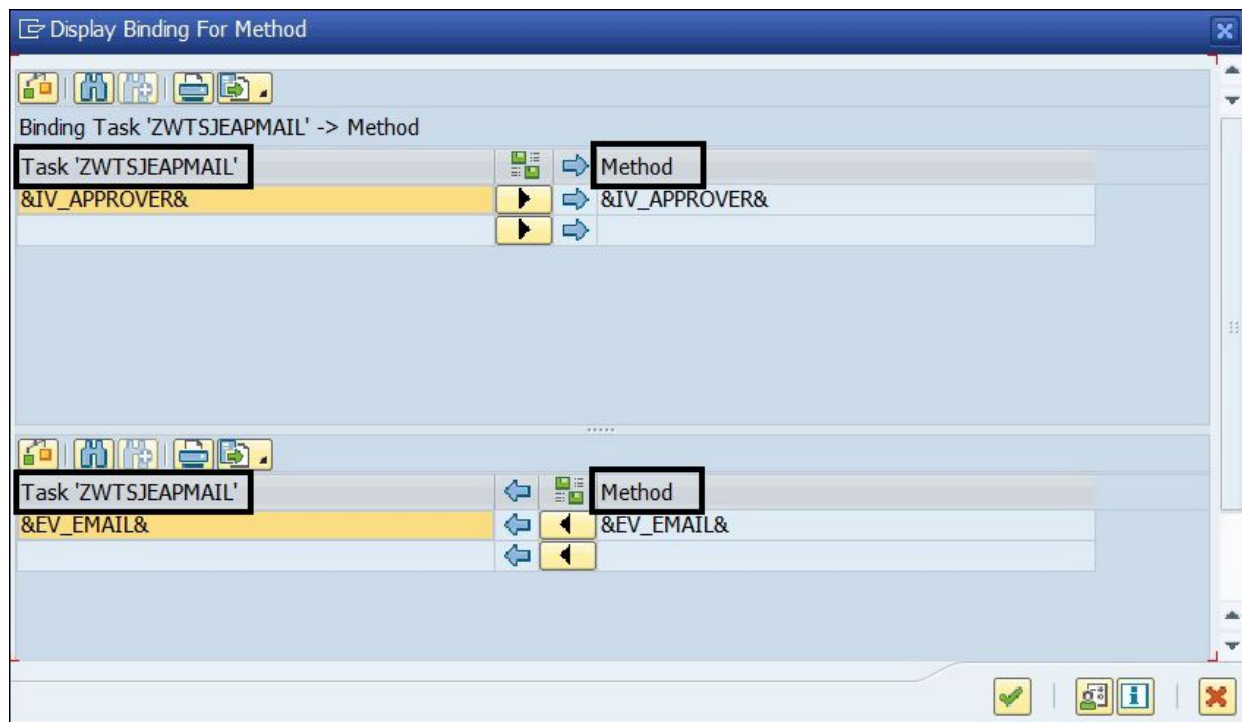 Display Binding For Method
Binding Task 'ZWTSJEAPMAIL' -> Method
Task 'ZWTSJEAPMAIL' Method
&IV_APPROVER& &IV_APPROVER&
Task 'ZWTSJEAPMAIL' Method
&EV_EMAIL& &EV_EMAIL&